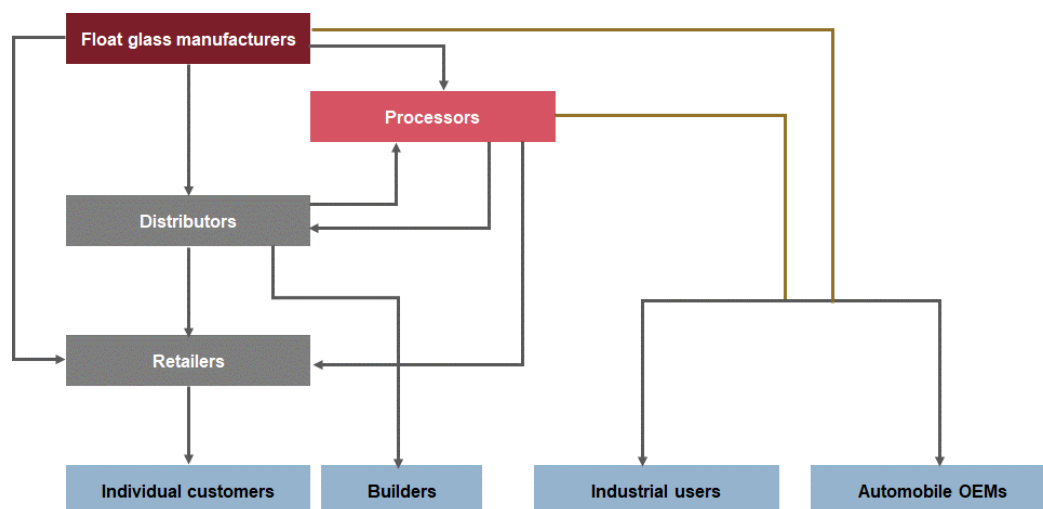 Float glass manufacturers
Processors
Distributors
Retailers
Individual customers
Builders
Industrial users
Automobile OEMs